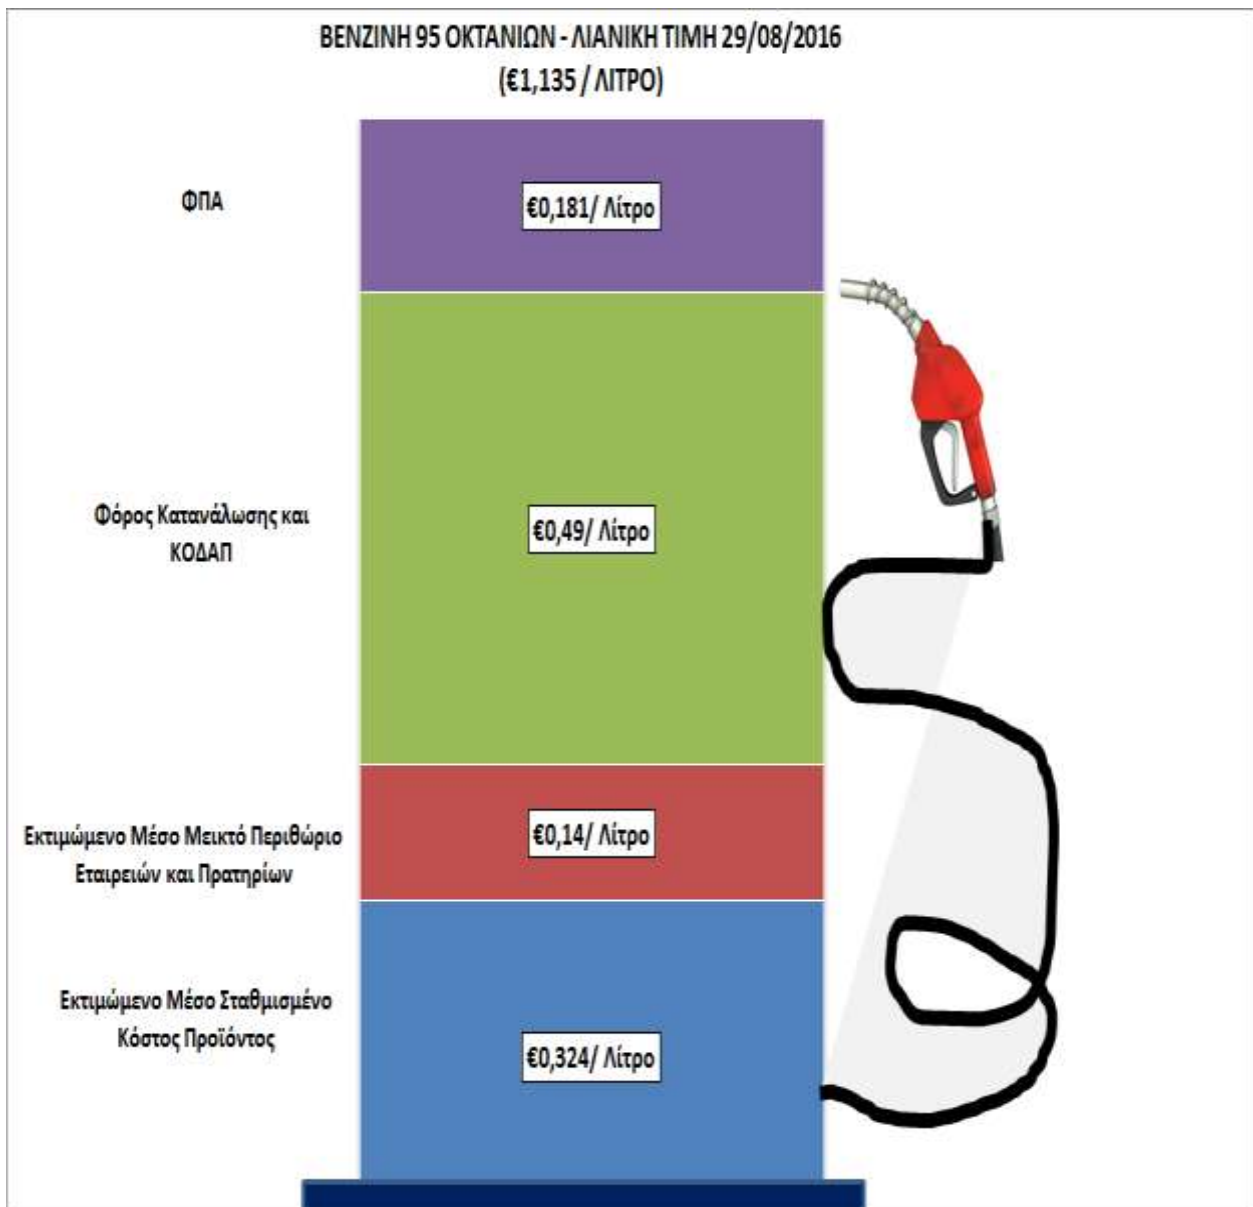 ΒΕΝΖΙΝΗ 95 ΟΚΤΑΝΙΩΝ - ΛΙΑΝΙΚΗ ΤΙΜΗ 29/08/2016
(€1,135 / ΛΙΤΡΟ)
ΦΠΑ
€0,181/ Λίτρο
Φόρος Κατανάλωσης και
ΚΟΔΑΠ
€0,49/ Λίτρο
Εκτιμώμενο Μέσο Μεικτό Περιθώριο
Εταιρειών και Πρατηρίων
€0,14/ Λίτρο
Εκτιμώμενο Μέσο Σταθμισμένο
Κόστος Προϊόντος
€0,324/ Λίτρο